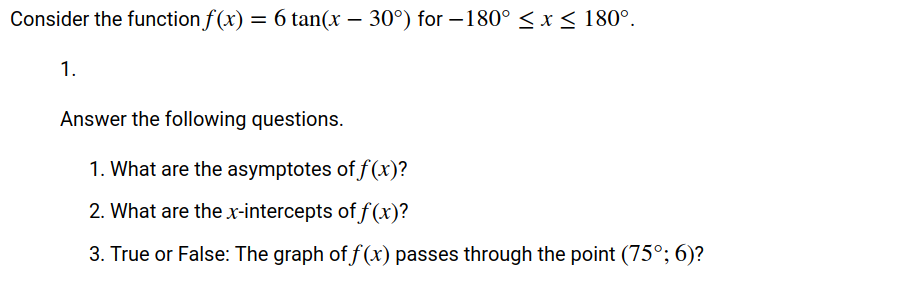 Consider the function f(x) = 6 tan(x − 30°) for −180° ≤ x ≤ 180°.
1.
Answer the following questions.
1. What are the asymptotes of f(x)?
2. What are the x-intercepts of f(x)?
3. True or False: The graph of f(x) passes through the point (75°; 6)?